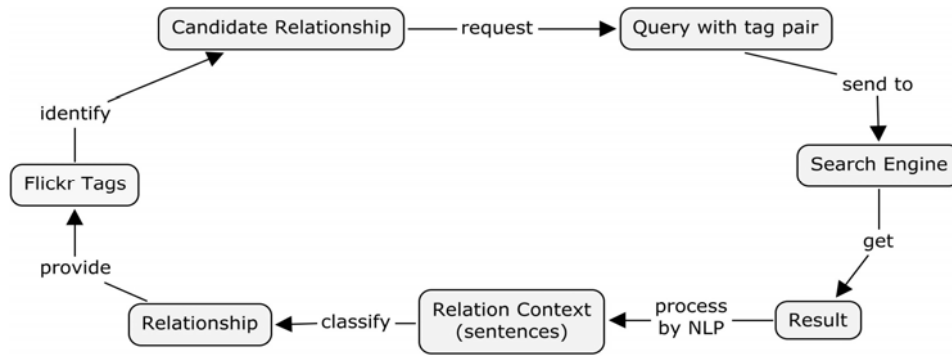 Candidate Relationship
request
Query with tag pair
send to
Search Engine
get
Result
process
by NLP
Relation Context
(sentences)
classify
Relationship
provide
Flickr Tags
identify